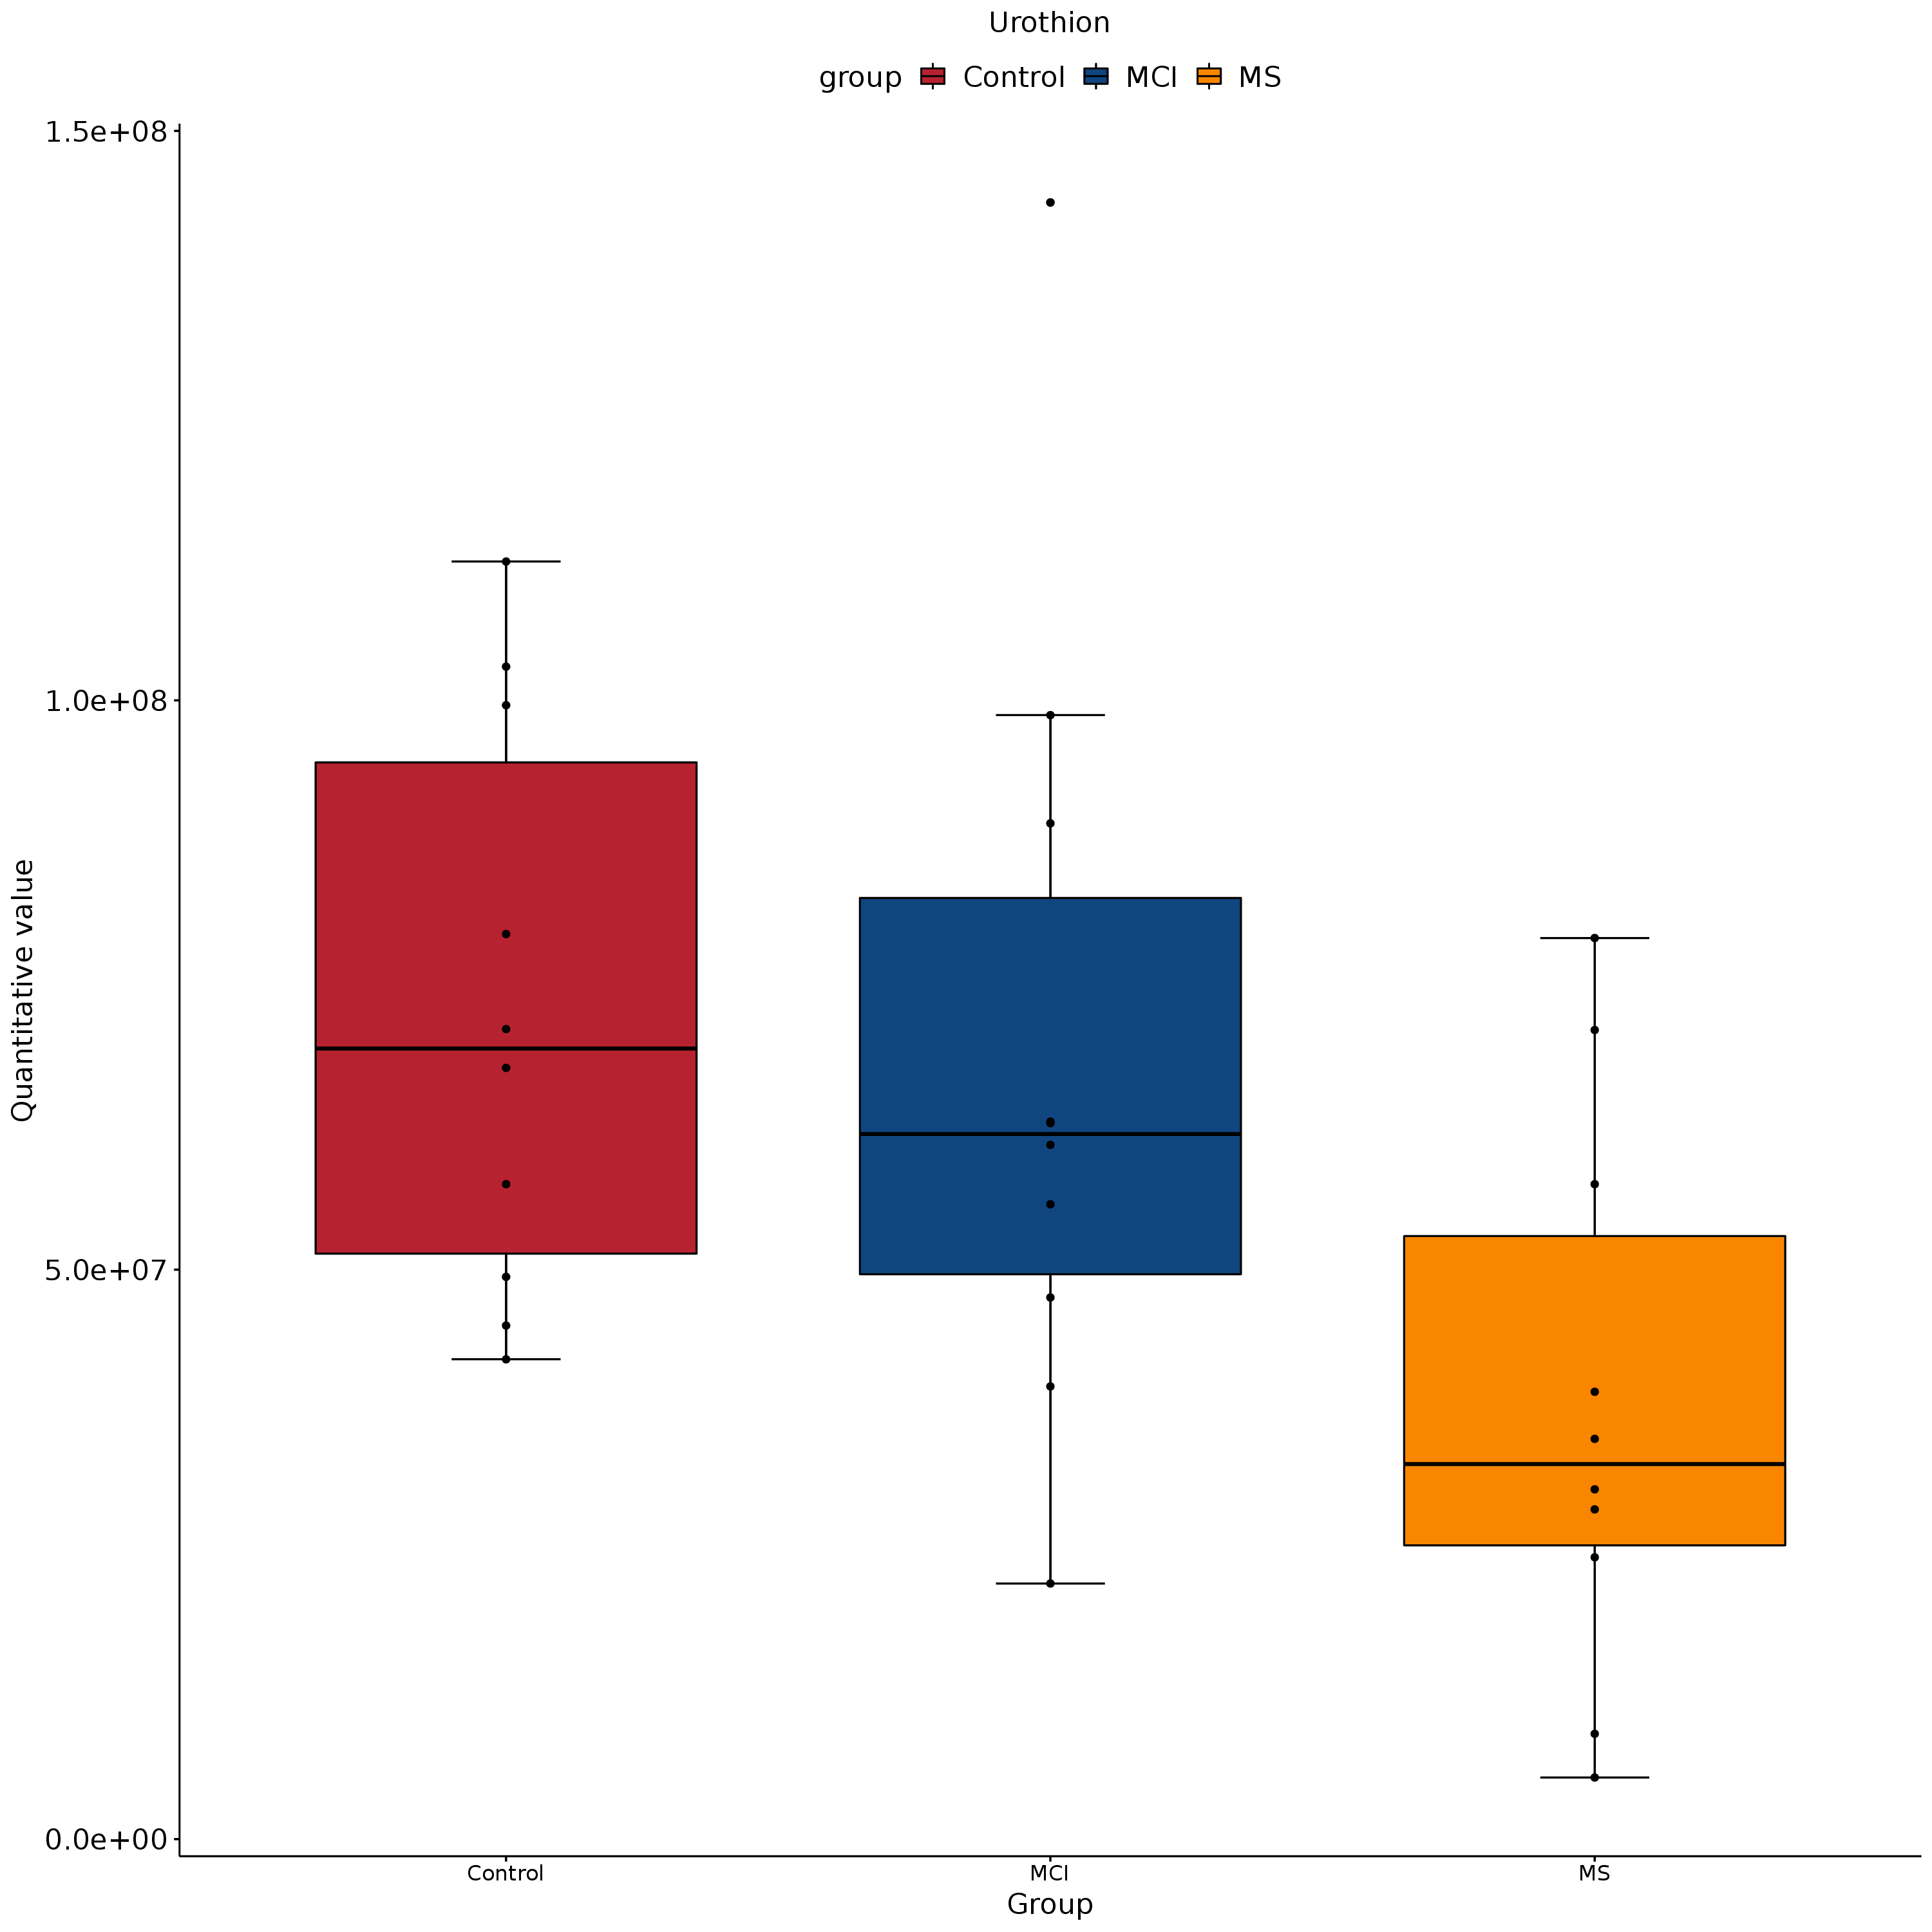 Urothion
group Control MCI MS
1.5e+08
1.0e+08
5.0e+07
0.0e+00
Quantitative value
Control MCI MS
Group